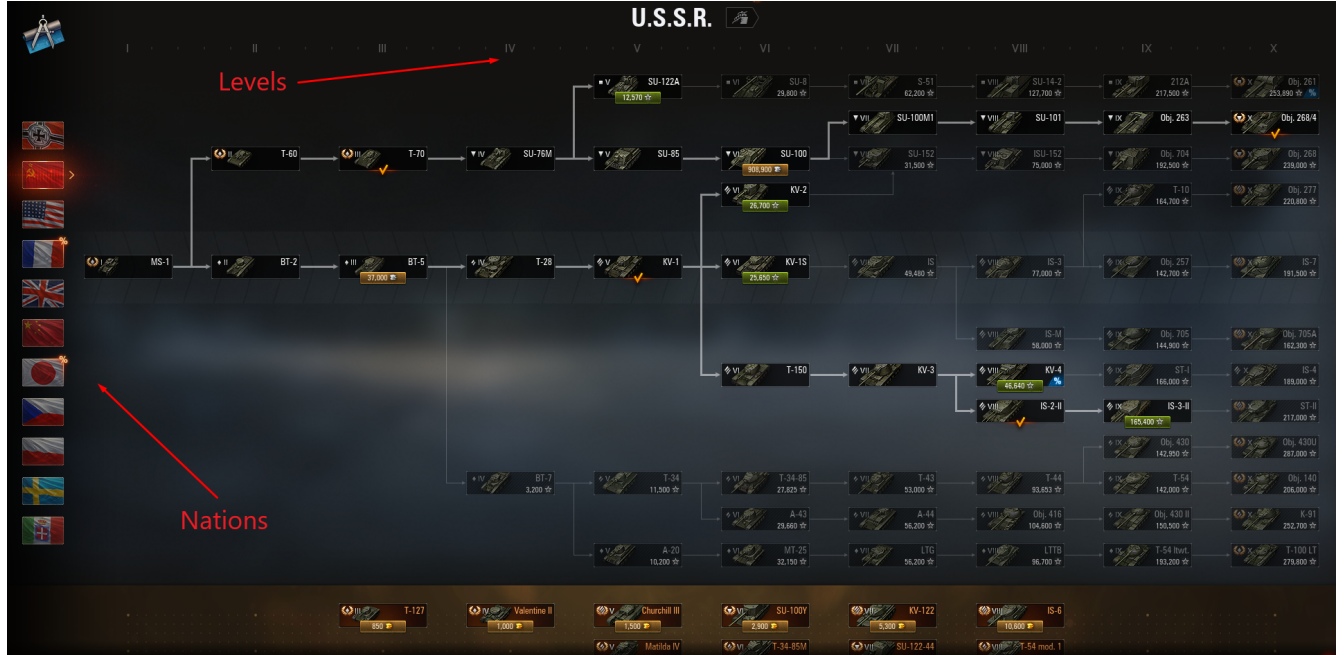 U.S.S.R.
I II III IV V VI VII VIII IX X
Levels
V SU-122A VI SU-8 VII S-51 VIII SU-14-2 IX 212A X Obj. 261
12,570 29,800 62,200 127,700 217,500 253,890 %
VII SU-100M1 VIII SU-101 IX Obj. 263 X Obj. 268/4
II T-60 III T-70 IV SU-76M V SU-85 VI SU-100 VII SU-152 VIII ISU-152 IX Obj. 704 X Obj. 268
908,900 31,500 75,000 192,500 239,000
VI KV-2 IX T-10 X Obj. 277
26,700 164,700 220,800
%
I MS-1 II BT-2 III BT-5 IV T-28 V KV-1 VI KV-1S VII IS VIII IS-3 IX Obj. 257 X IS-7
37,000 25,650 49,480 77,000 142,700 191,500
VIII IS-M IX Obj. 705 X Obj. 705A
58,000 144,900 162,300
%
VI T-150 VII KV-3 VIII KV-4 IX ST-I X IS-4
46,640 % 166,000 189,000
VIII IS-2-II IX IS-3-II X ST-II
165,400 217,000
IX Obj. 430 X Obj. 430U
142,950 287,000
IV BT-7 V T-34 VI T-34-85 VII T-43 VIII T-44 IX T-54 X Obj. 140
3,200 11,500 27,825 53,000 93,653 142,000 206,000
Nations
VI A-43 VII A-44 VIII Obj. 416 IX Obj. 430 II X K-91
29,660 56,200 104,600 150,500 252,700
V A-20 VI MT-25 VII LTG VIII LTTB IX T-54 ltwt. X T-100 LT
10,200 32,150 56,200 96,700 193,200 279,800
III T-127 IV Valentine II V Churchill III VI SU-100Y VII KV-122 VIII IS-6
850 1,000 1,500 2,900 5,300 10,600
V Matilda IV VI T-34-85M VII SU-122-44 VIII T-54 mod. 1